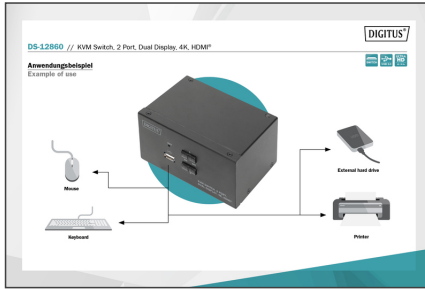 DIGITUS®
DS-12860 // KVM Switch, 2 Port, Dual Display, 4K, HDMI®
Anwendungsbeispiel
Example of use
DIGITUS
Mouse
Keyboard
External hard drive
Printer